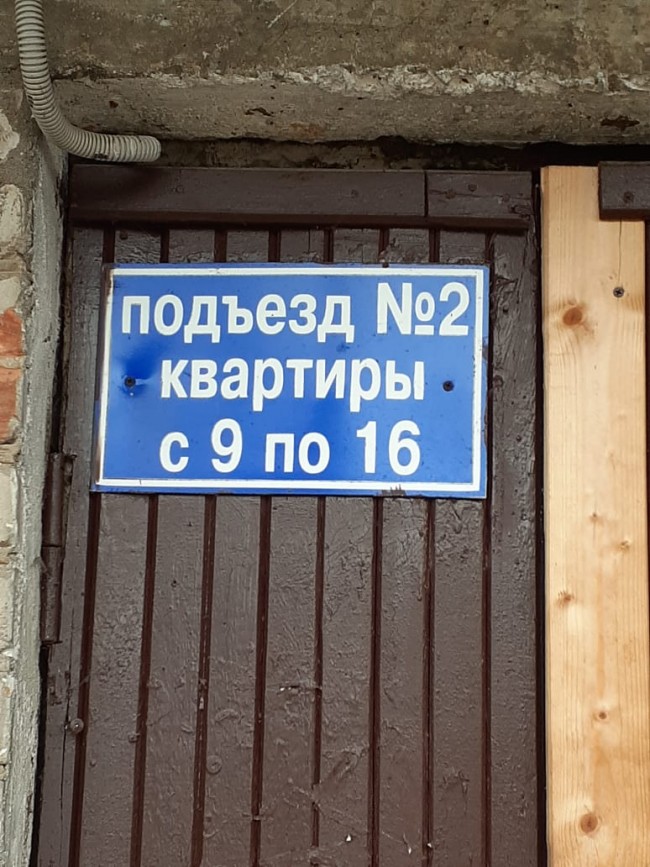 подъезд №2
квартиры
с 9 по 16